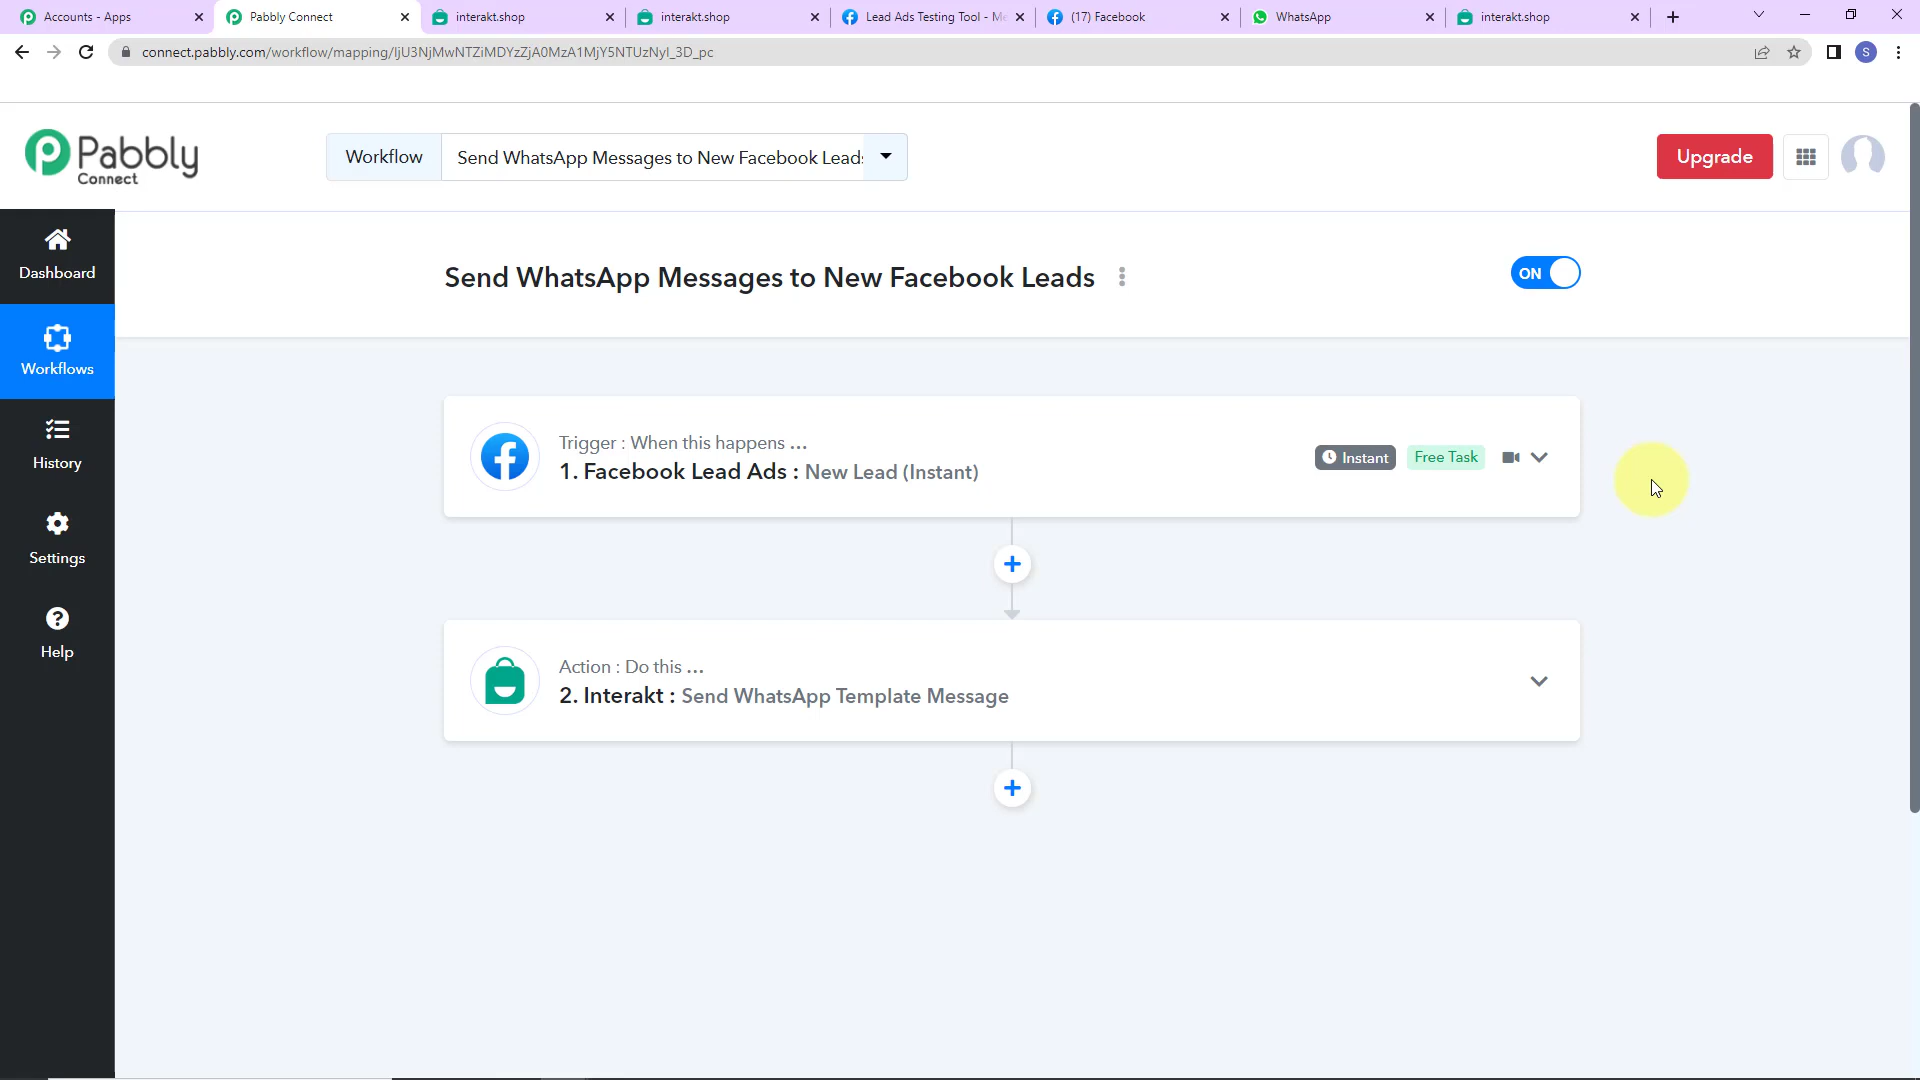 Accounts - Apps
Pabbly Connect
interakt.shop
interakt.shop
Lead Ads Testing Tool - Me
(17) Facebook
WhatsApp
interakt.shop
connect.pabbly.com/workflow/mapping/IjU3NjMwNTZiMDYzZjA0MzA1MjY5NTUzNyI_3D_pc
S
Pabbly
Connect
Workflow
Send WhatsApp Messages to New Facebook Leads
Upgrade
Dashboard
Workflows
History
Settings
Help
Send WhatsApp Messages to New Facebook Leads
ON
Trigger : When this happens ...
1. Facebook Lead Ads : New Lead (Instant)
Instant
Free Task
Action : Do this ...
2. Interakt : Send WhatsApp Template Message